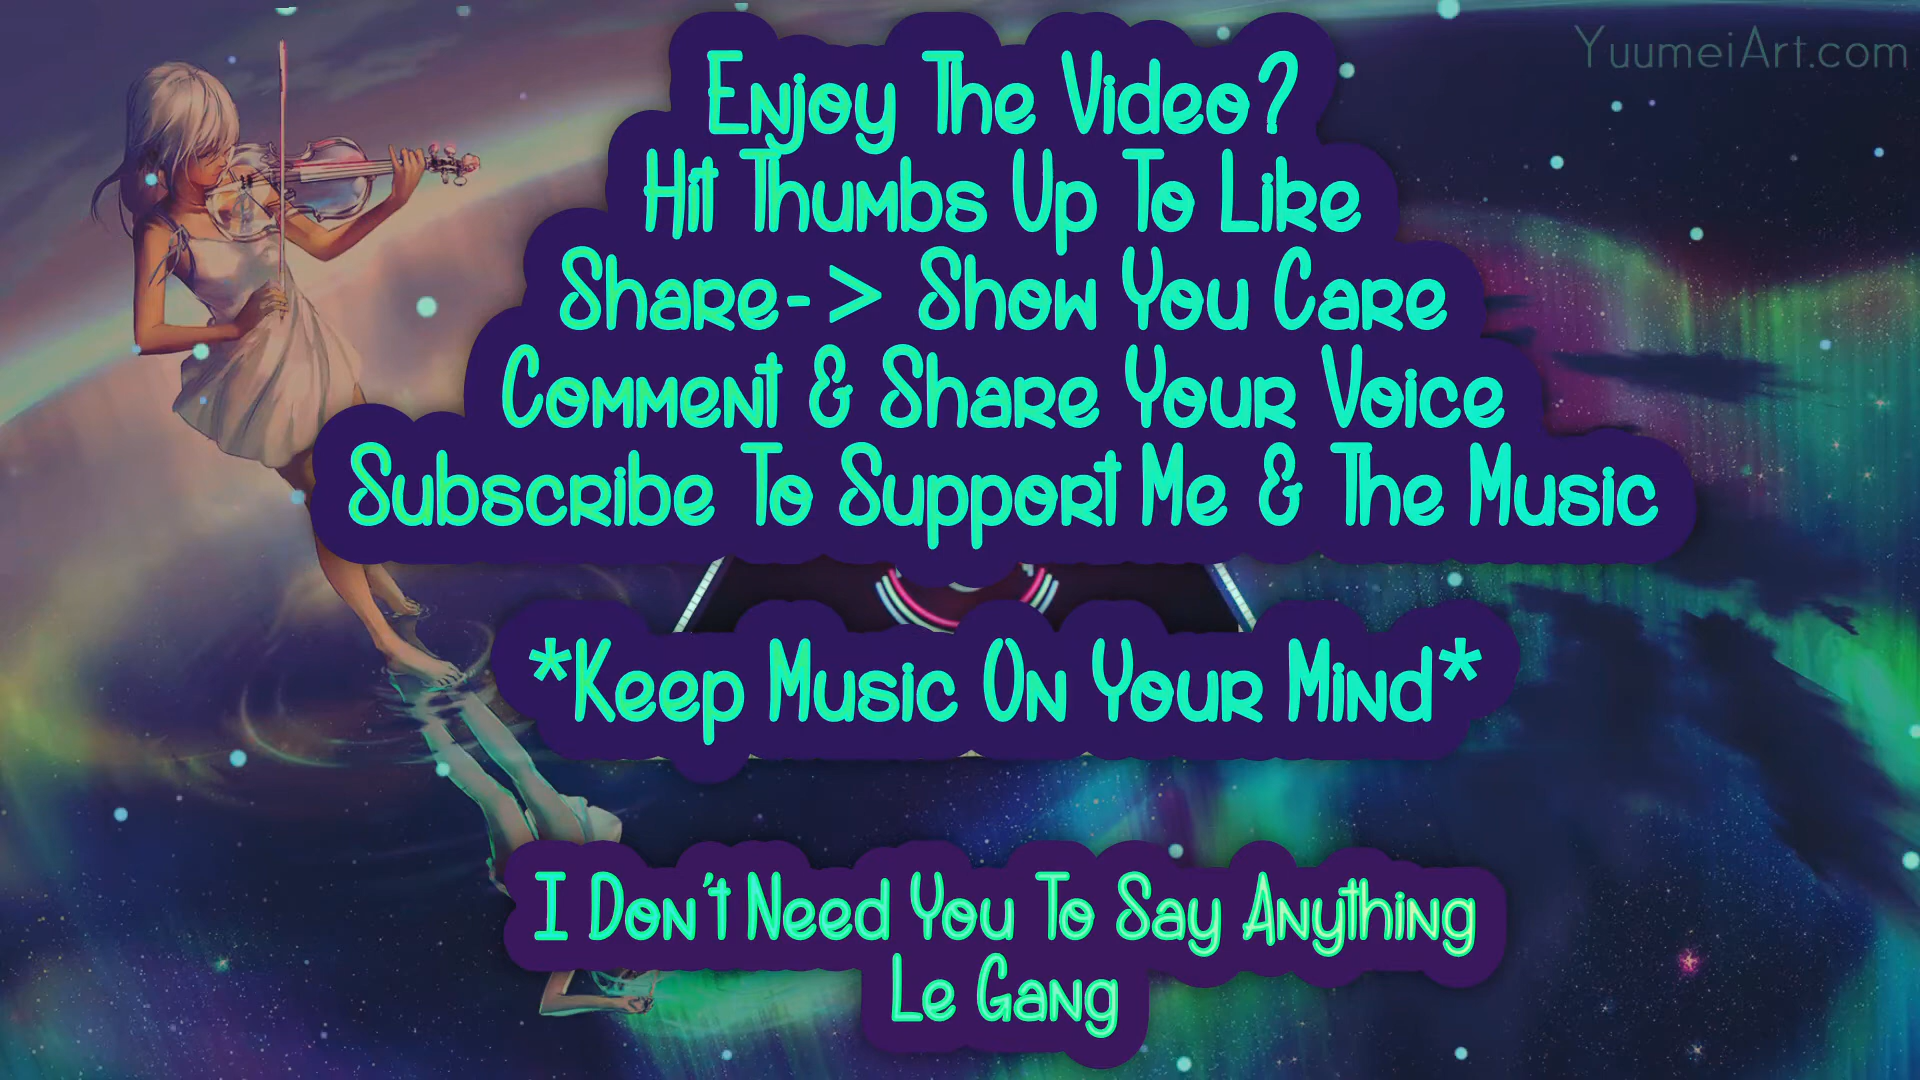 YuumeiArt.com
Enjoy The Video?
Hit Thumbs Up To Like
Share-> Show You Care
Comment & Share Your Voice
Subscribe To Support Me & The Music
*Keep Music On Your Mind*
I Don't Need You To Say Anything
Le Gang